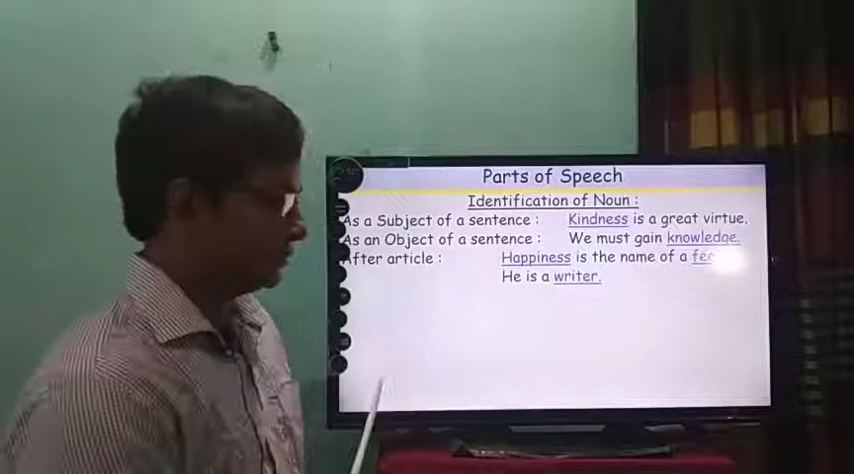 Parts of Speech
Identification of Noun :
As a Subject of a sentence : Kindness is a great virtue.
As an Object of a sentence : We must gain knowledge.
After article : Happiness is the name of a
He is a writer.